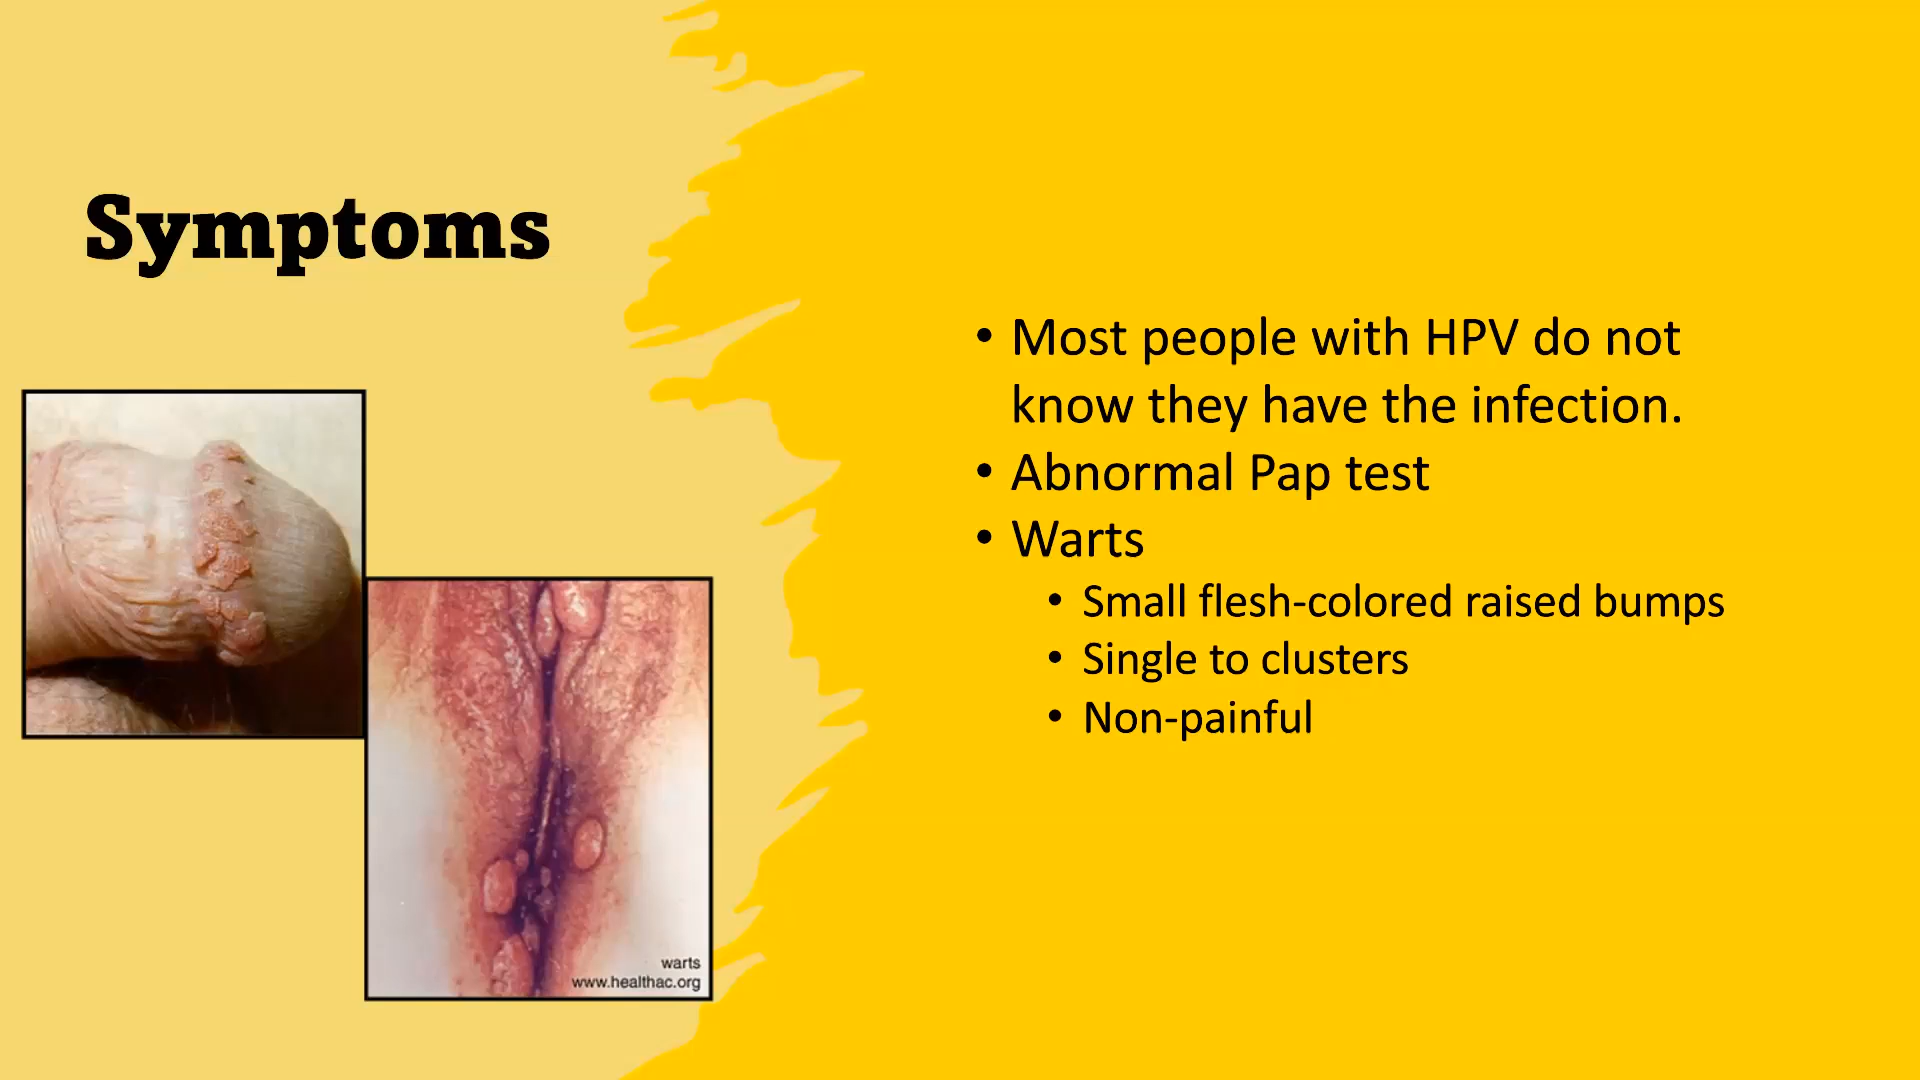 Symptoms
• Most people with HPV do not
know they have the infection.
• Abnormal Pap test
• Warts
• Small flesh-colored raised bumps
• Single to clusters
• Non-painful
warts
www.healthac.org